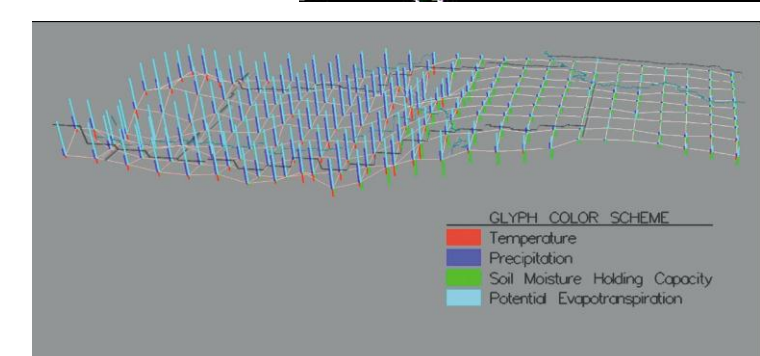 GLYPH COLOR SCHEME
Temperature
Precipitation
Soil Moisture Holding Capacity
Potential Evapotranspiration